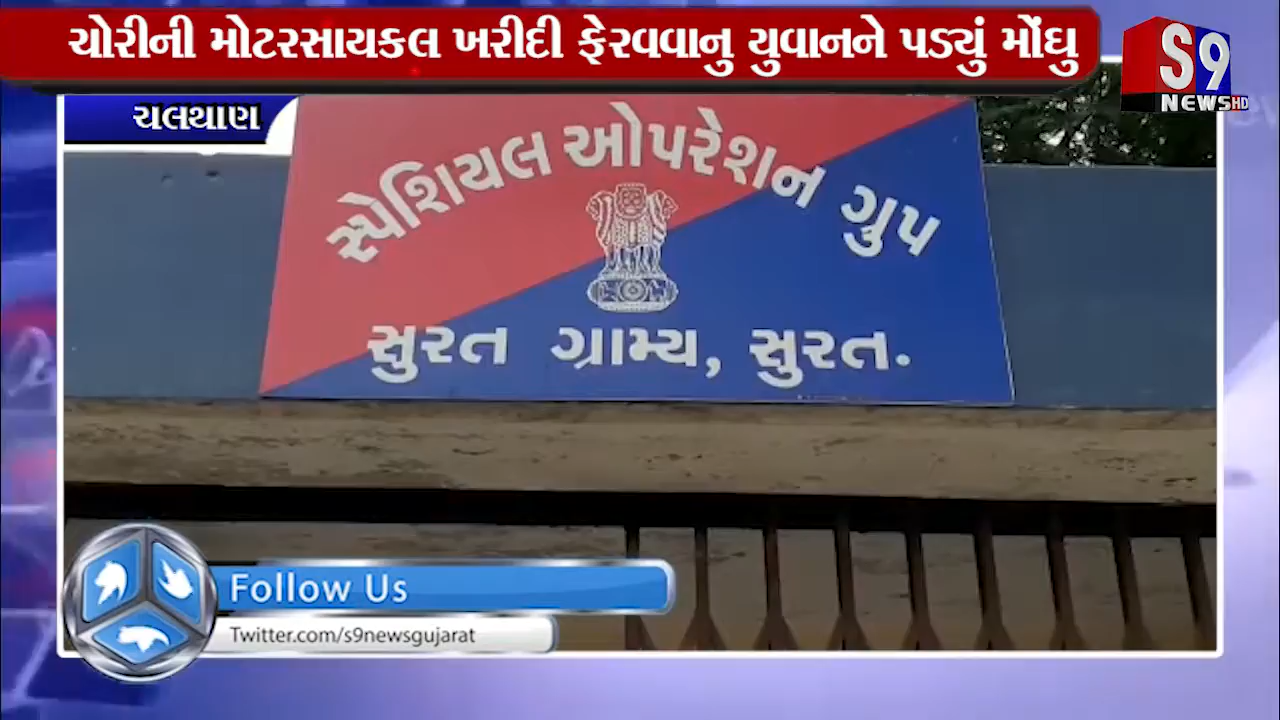 ચોરીની મોટરસાયકલ ખરીદી ફેરવવાનુ યુવાનને પડ્યું મોંઘુ
S9
NEWS HD
ચલથાણ
સ્પેશિયલ ઓપરેશન ગ્રુપ
સુરત ગ્રામ્ય, સુરત.
Follow Us
Twitter.com/s9newsgujarat